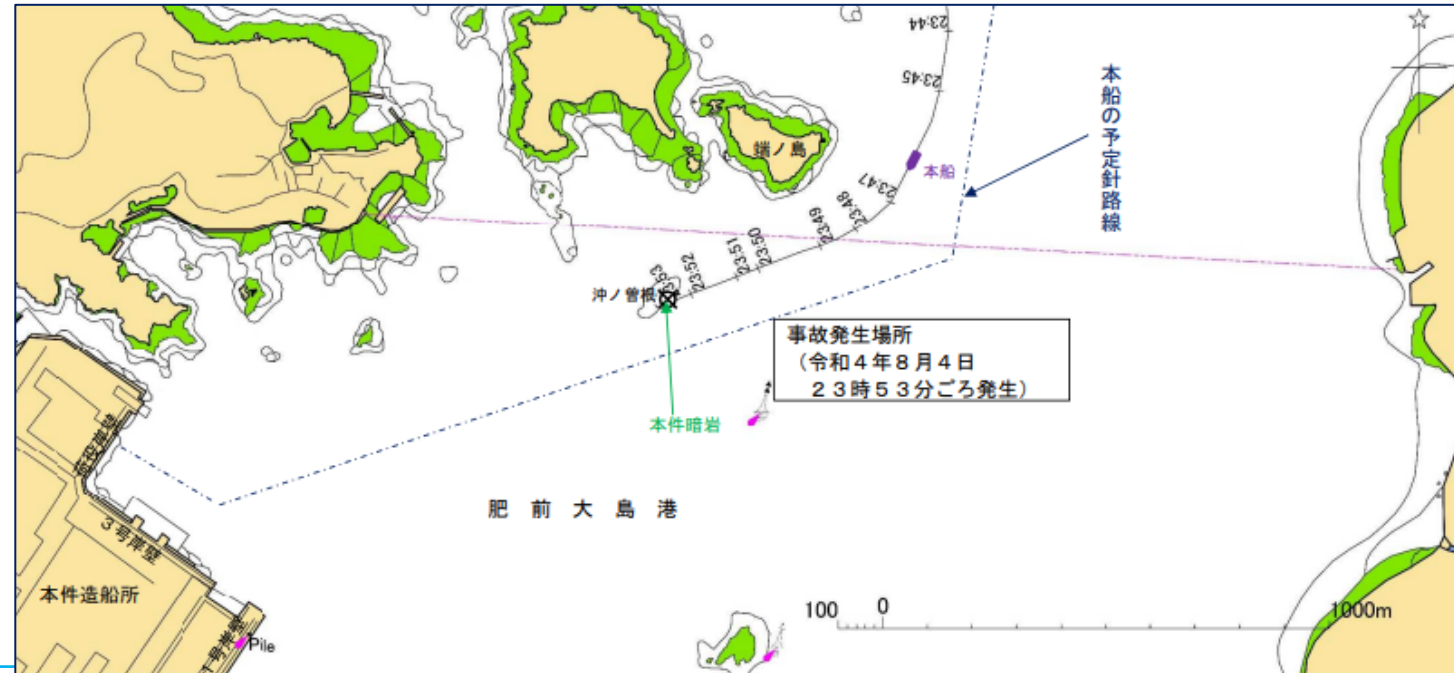 23:44
23:45
本船の予定針路線
端ノ島
本船
23:47
23:48
23:49
23:50
23:51
23:52
23:53
沖ノ曽根
事故発生場所
（令和４年８月４日
２３時５３分ごろ発生）
本件暗岩
肥前大島港
３号岸壁
本件造船所
Pile
100 0 1000m